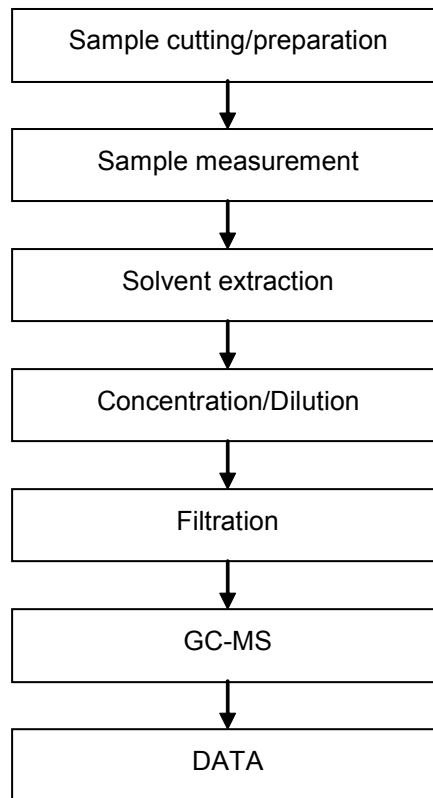 Sample cutting/preparation
Sample measurement
Solvent extraction
Concentration/Dilution
Filtration
GC-MS
DATA